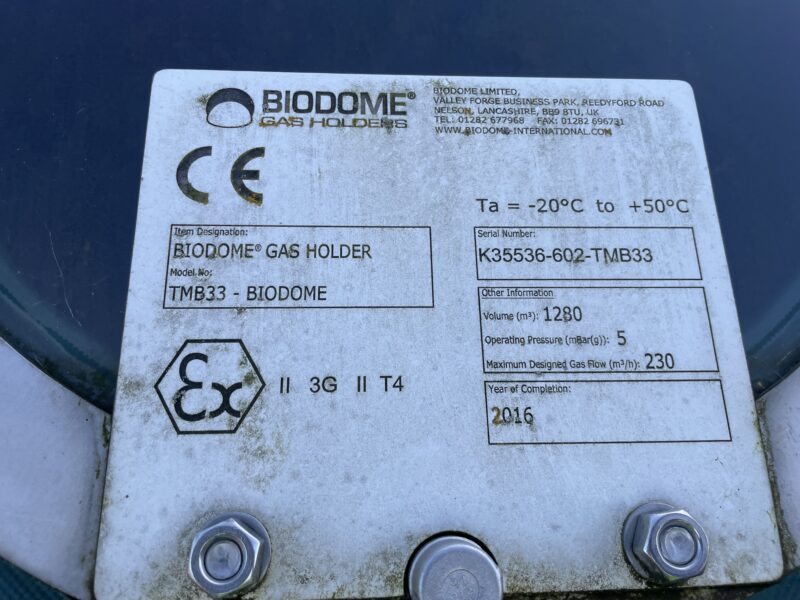 BIODOME®
GAS HOLDERS
BIODOME LIMITED,
VALLEY FORGE BUSINESS PARK, REEDYFORD ROAD
NELSON, LANCASHIRE, BB9 8TU, UK
TEL: 01282 677968 FAX: 01282 696731
WWW.BIODOME-INTERNATIONAL.COM
CE
Ta = -20°C to +50°C
Item Designation:
BIODOME® GAS HOLDER
Model No:
TMB33 - BIODOME
Serial Number:
K35536-602-TMB33
Other Information
Volume (m³): 1280
Operating Pressure (mBar(g)): 5
Maximum Designed Gas Flow (m³/h): 230
Ex II 3G II T4
Year of Completion:
2016